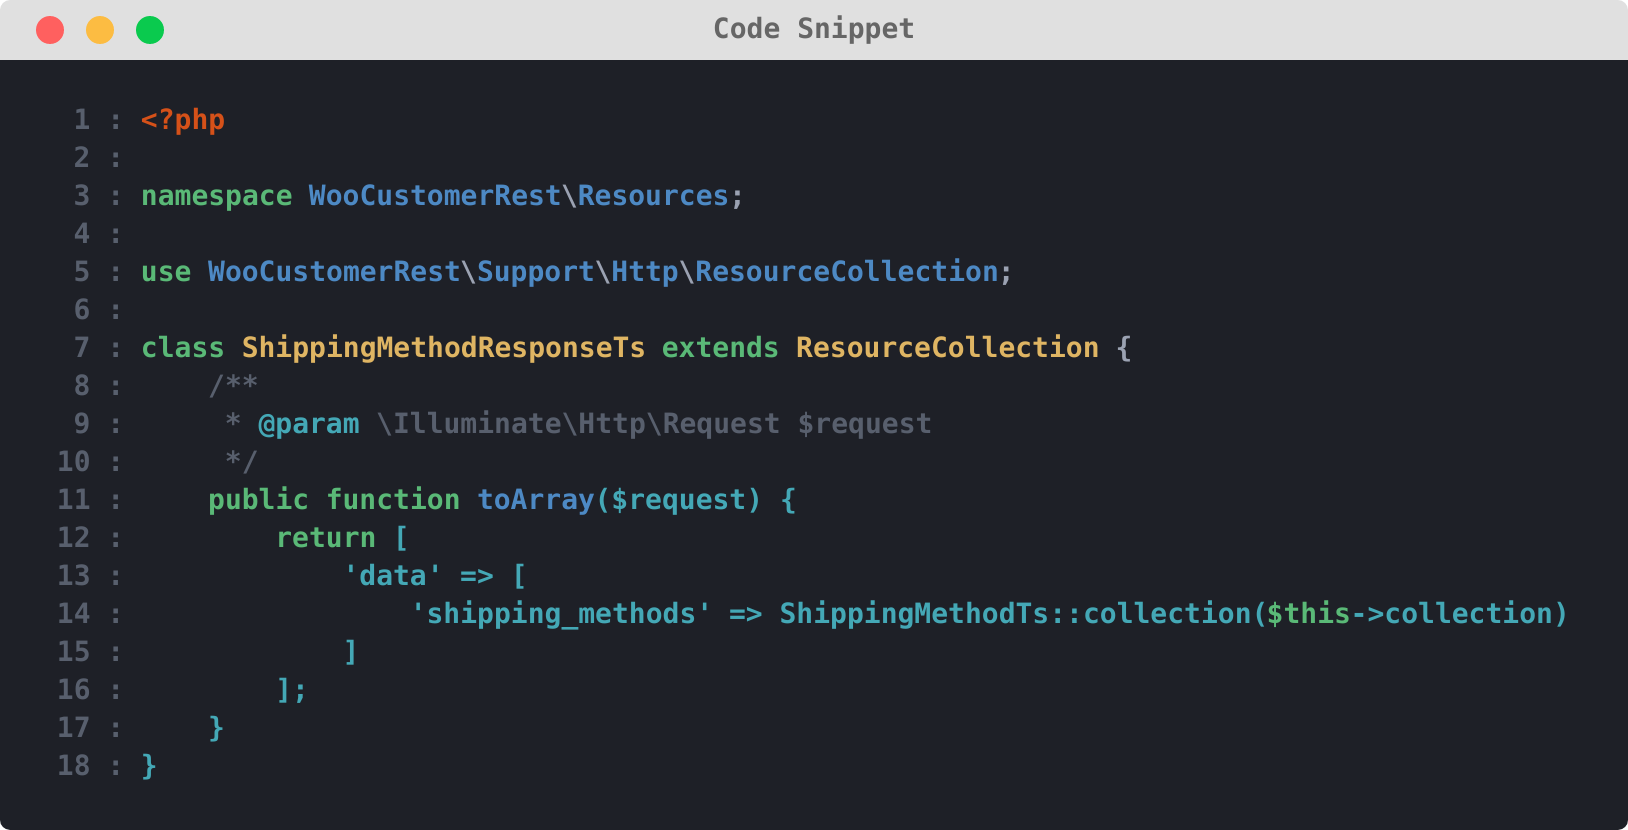 Code Snippet
1 : <?php
2 :
3 : namespace WooCustomerRest\Resources;
4 :
5 : use WooCustomerRest\Support\Http\ResourceCollection;
6 :
7 : class ShippingMethodResponseTs extends ResourceCollection {
8 :     /**
9 :      * @param \Illuminate\Http\Request $request
10 :      */
11 :     public function toArray($request) {
12 :         return [
13 :             'data' => [
14 :                 'shipping_methods' => ShippingMethodTs::collection($this->collection)
15 :             ]
16 :         ];
17 :     }
18 : }